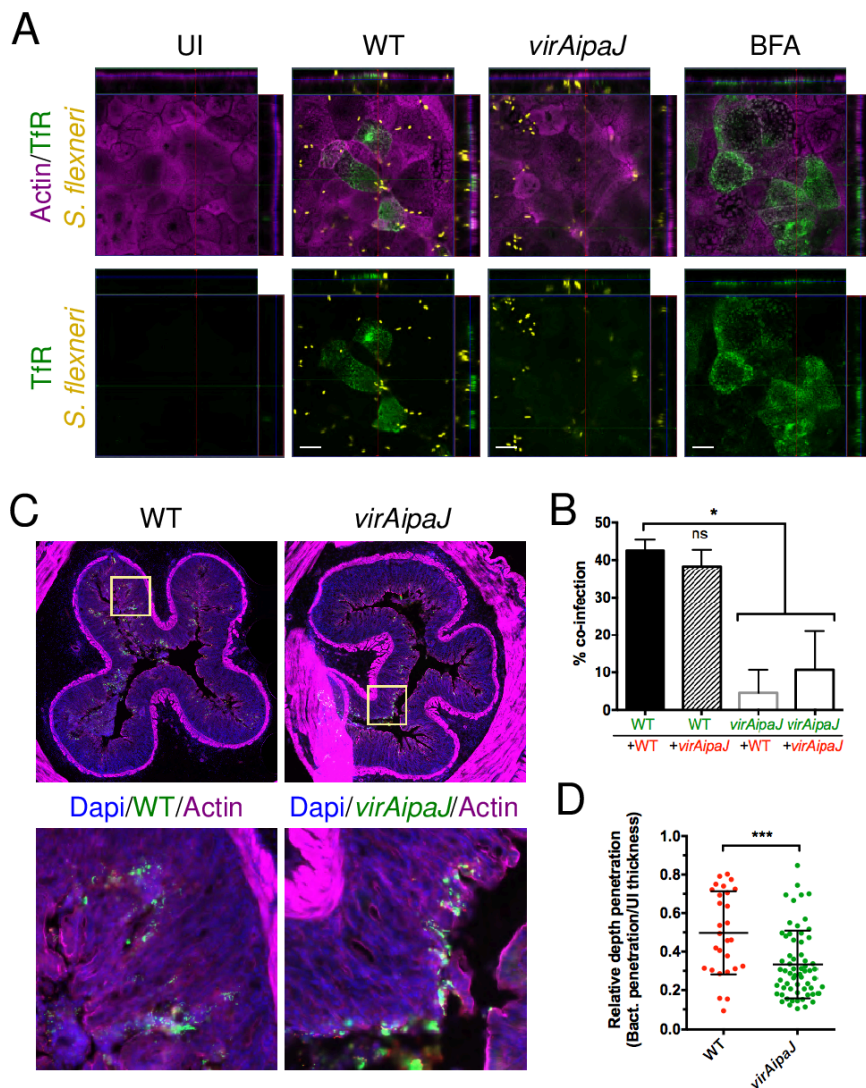 A
UI WT virAipaJ BFA
Actin/TfR
S. flexneri
TfR
S. flexneri
C
WT virAipaJ
Dapi/WT/Actin Dapi/virAipaJ/Actin
B
% co-infection
50
40
30
20
10
0
*
ns
WT WT virAipaJ virAipaJ
+WT +virAipaJ +WT +virAipaJ
D
Relative depth penetration
(Bact. penetration/UI thickness)
1.0
0.8
0.6
0.4
0.2
0.0
***
WT virAipaJ